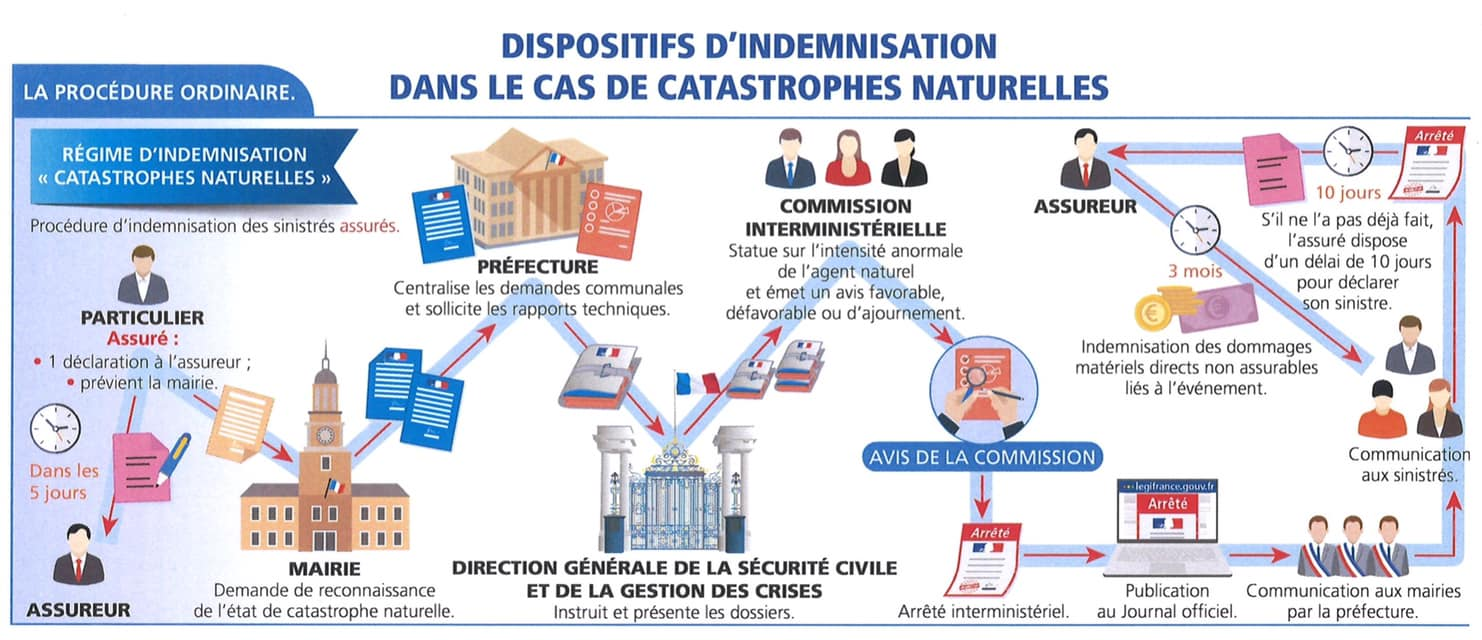 DISPOSITIFS D'INDEMNISATION
DANS LE CAS DE CATASTROPHES NATURELLES
LA PROCÉDURE ORDINAIRE.
RÉGIME D'INDEMNISATION
« CATASTROPHES NATURELLES »
Procédure d'indemnisation des sinistrés assurés.
PARTICULIER
Assuré :
• 1 déclaration à l'assureur ;
• prévient la mairie.
Dans les
5 jours
ASSUREUR
MAIRIE
Demande de reconnaissance
de l'état de catastrophe naturelle.
PRÉFECTURE
Centralise les demandes communales
et sollicite les rapports techniques.
DIRECTION GÉNÉRALE DE LA SÉCURITÉ CIVILE
ET DE LA GESTION DES CRISES
Instruit et présente les dossiers.
COMMISSION
INTERMINISTÉRIELLE
Statue sur l'intensité anormale
de l'agent naturel
et émet un avis favorable,
défavorable ou d'ajournement.
AVIS DE LA COMMISSION
Arrêté
Arrêté interministériel.
legifrance.gouv.fr
Arrêté
Publication
au Journal officiel.
Communication aux mairies
par la préfecture.
Communication
aux sinistrés.
Arrêté
10 jours
S'il ne l'a pas déjà fait,
l'assuré dispose
d'un délai de 10 jours
pour déclarer
son sinistre.
ASSUREUR
3 mois
Indemnisation des dommages
matériels directs non assurables
liés à l'événement.